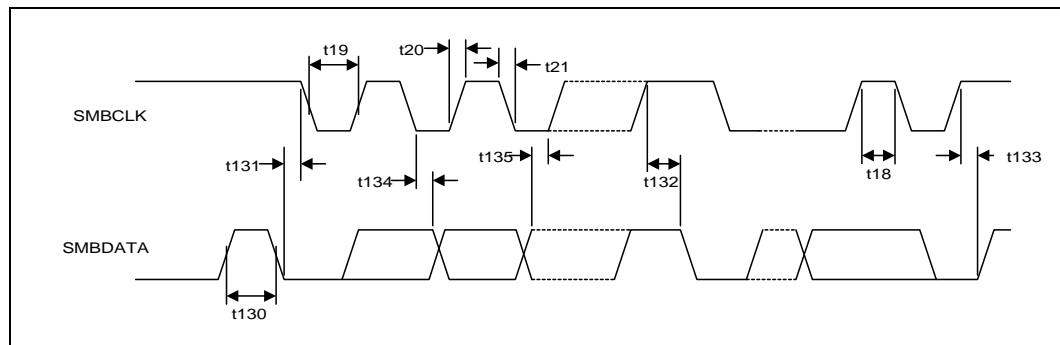 t19
t20
t21
SMBCLK
t131
t135
t133
t134
t132
t18
SMBDATA
t130